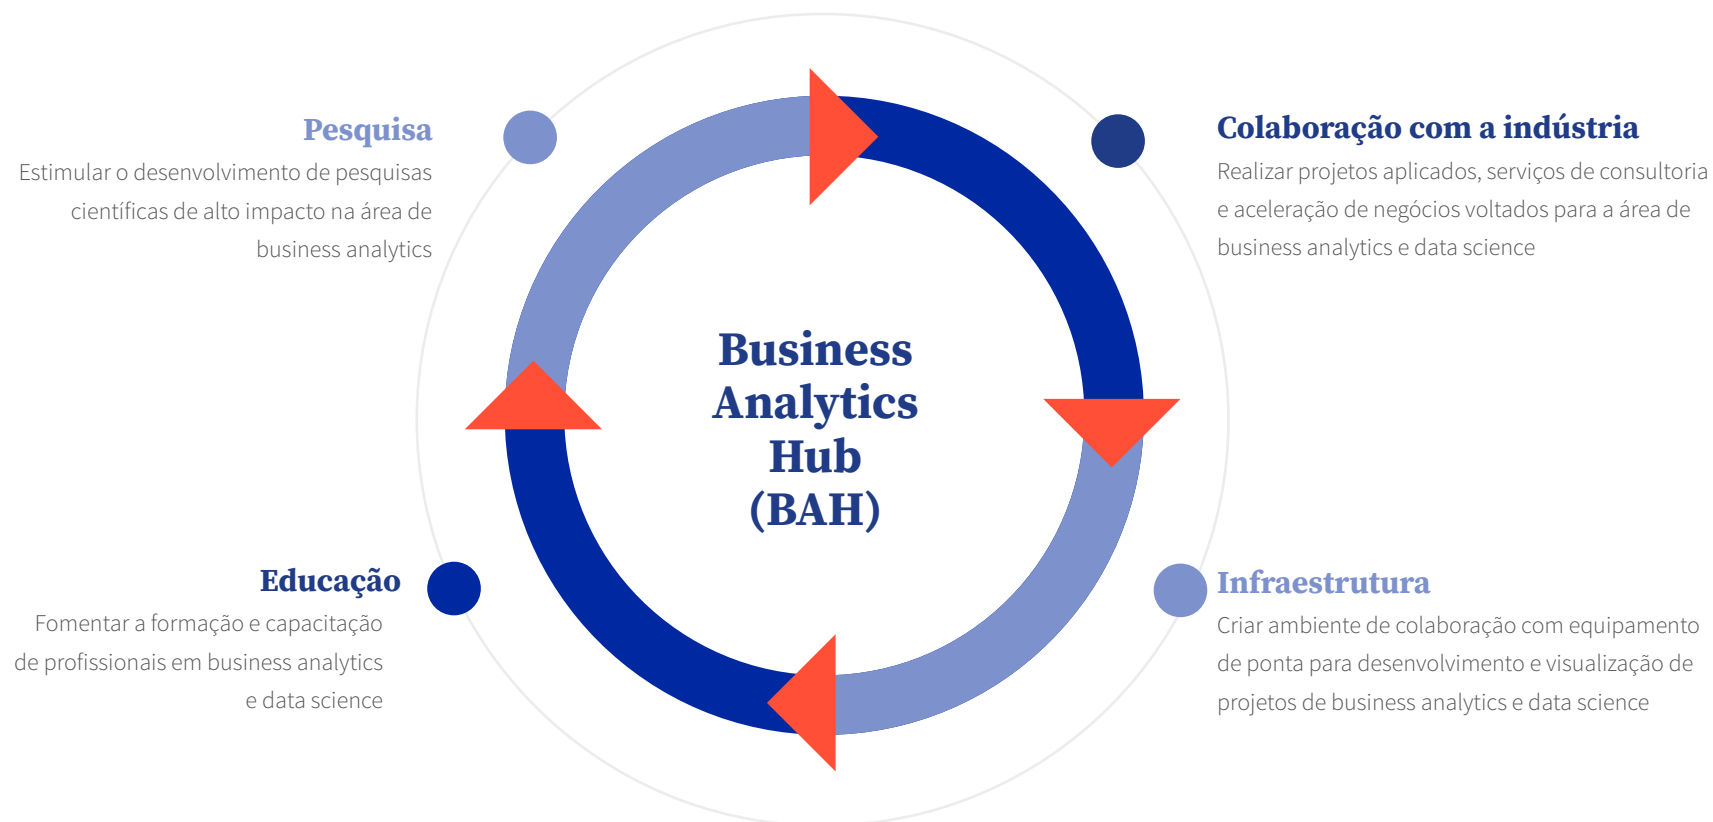 Pesquisa
Estimular o desenvolvimento de pesquisas
científicas de alto impacto na área de
business analytics
Colaboração com a indústria
Realizar projetos aplicados, serviços de consultoria
e aceleração de negócios voltados para a área de
business analytics e data science
Business
Analytics
Hub
(BAH)
Educação
Fomentar a formação e capacitação
de profissionais em business analytics
e data science
Infraestrutura
Criar ambiente de colaboração com equipamento
de ponta para desenvolvimento e visualização de
projetos de business analytics e data science